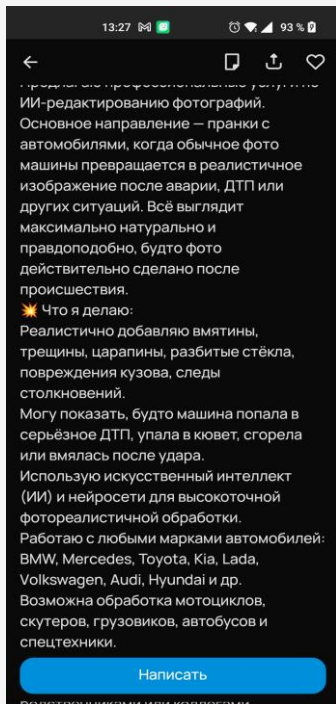 13:27 93 %
ИИ-редактированию фотографий.
Основное направление — пранки с
автомобилями, когда обычное фото
машины превращается в реалистичное
изображение после аварии, ДТП или
других ситуаций. Всё выглядит
максимально натурально и
правдоподобно, будто фото
действительно сделано после
происшествия.
💥 Что я делаю:
Реалистично добавляю вмятины,
трещины, царапины, разбитые стёкла,
повреждения кузова, следы
столкновений.
Могу показать, будто машина попала в
серьёзное ДТП, упала в кювет, сгорела
или вмялась после удара.
Использую искусственный интеллект
(ИИ) и нейросети для высокоточной
фотореалистичной обработки.
Работаю с любыми марками автомобилей:
BMW, Mercedes, Toyota, Kia, Lada,
Volkswagen, Audi, Hyundai и др.
Возможна обработка мотоциклов,
скутеров, грузовиков, автобусов и
спецтехники.
Написать